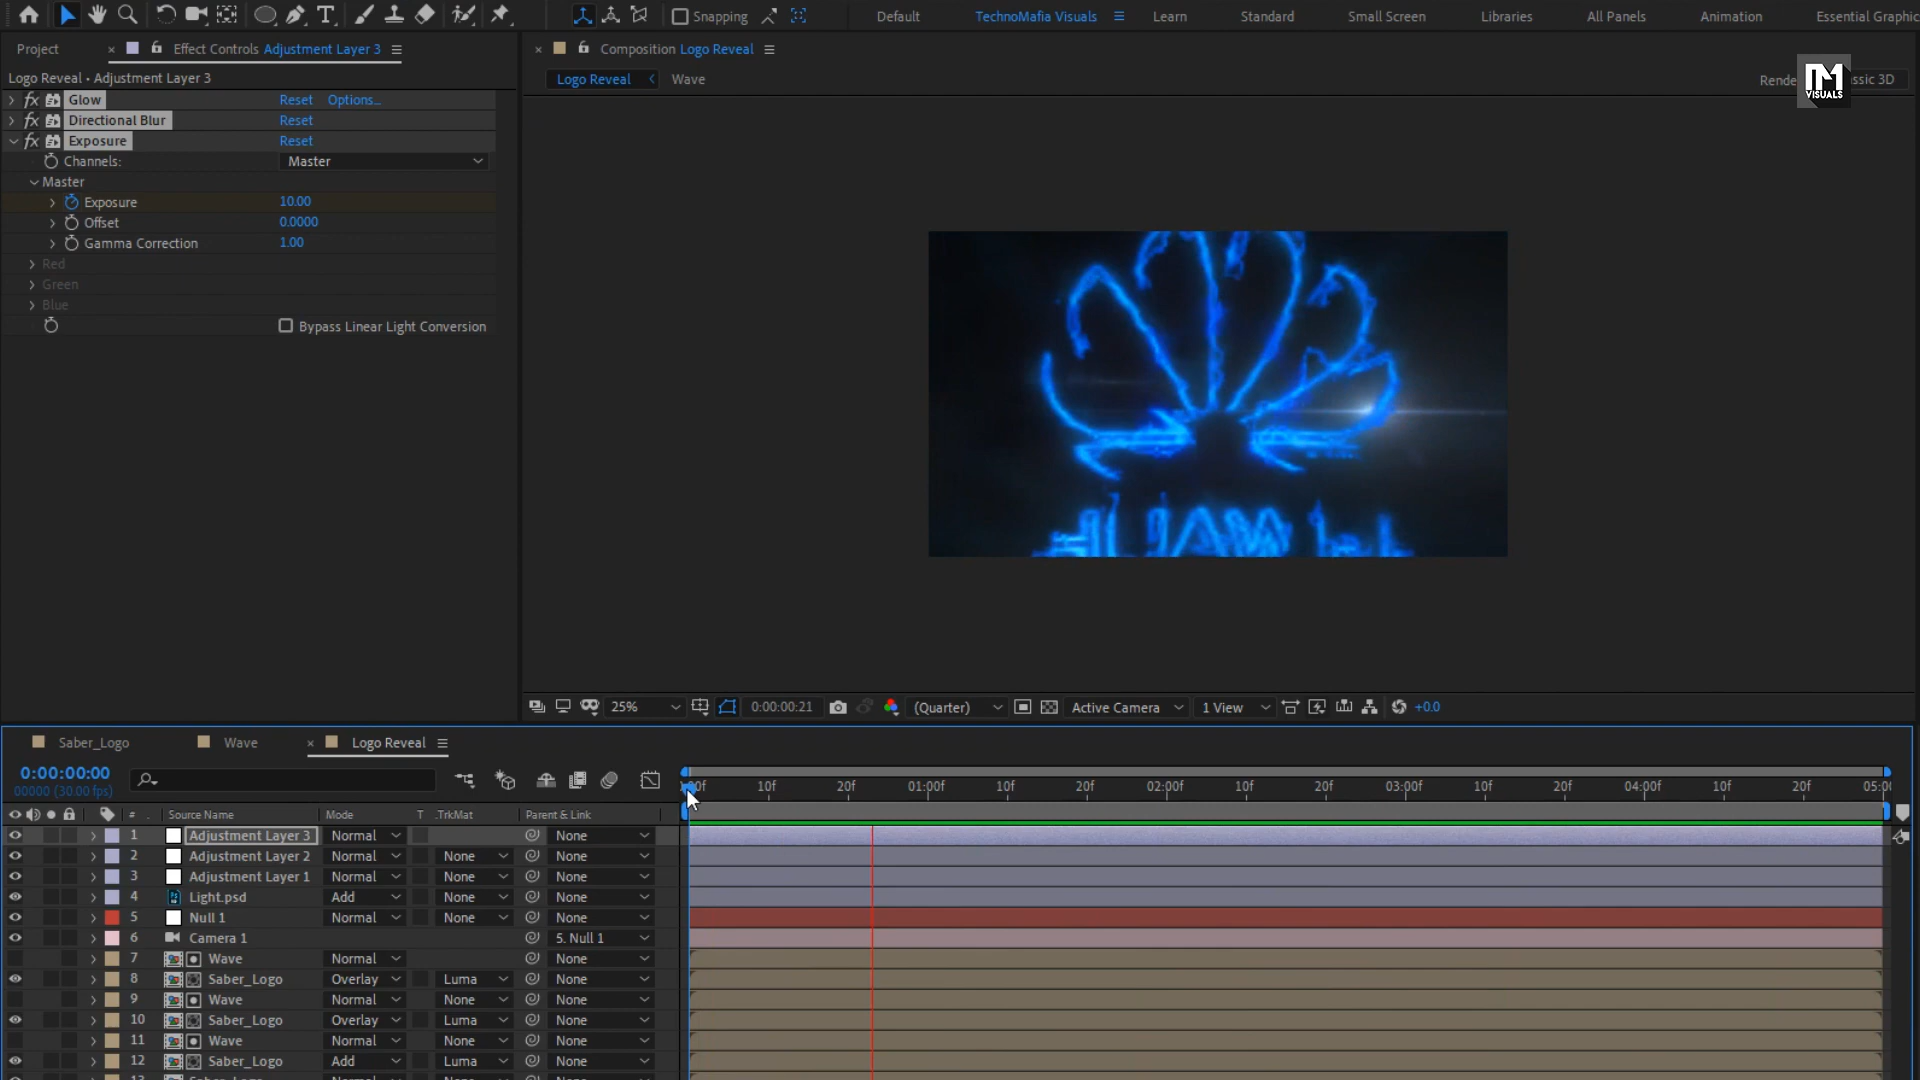 Snapping
Default
TechnoMafia Visuals
Learn
Standard
Small Screen
Libraries
All Panels
Animation
Essential Graphic
Project
Effect Controls Adjustment Layer 3
Composition Logo Reveal
Logo Reveal • Adjustment Layer 3
Logo Reveal
Wave
Rende
assic 3D
VISUALS
fx Glow Reset Options...
fx Directional Blur Reset
fx Exposure Reset
Channels: Master
Master
Exposure 10.00
Offset 0.0000
Gamma Correction 1.00
Red
Green
Blue
Bypass Linear Light Conversion
25%
0:00:00:21
(Quarter)
Active Camera
1 View
+0.0
Saber_Logo
Wave
Logo Reveal
0:00:00:00
00000 (30.00 fps)
10f 20f 01:00f 10f 20f 02:00f 10f 20f 03:00f 10f 20f 04:00f 10f 20f 05:00
# Source Name Mode T .TrkMat Parent & Link
1 Adjustment Layer 3 Normal None
2 Adjustment Layer 2 Normal None None
3 Adjustment Layer 1 Normal None None
4 Light.psd Add None None
5 Null 1 Normal None None
6 Camera 1 5. Null 1
7 Wave Normal None
8 Saber_Logo Overlay Luma None
9 Wave Normal None None
10 Saber_Logo Overlay Luma None
11 Wave Normal None None
12 Saber_Logo Add Luma None